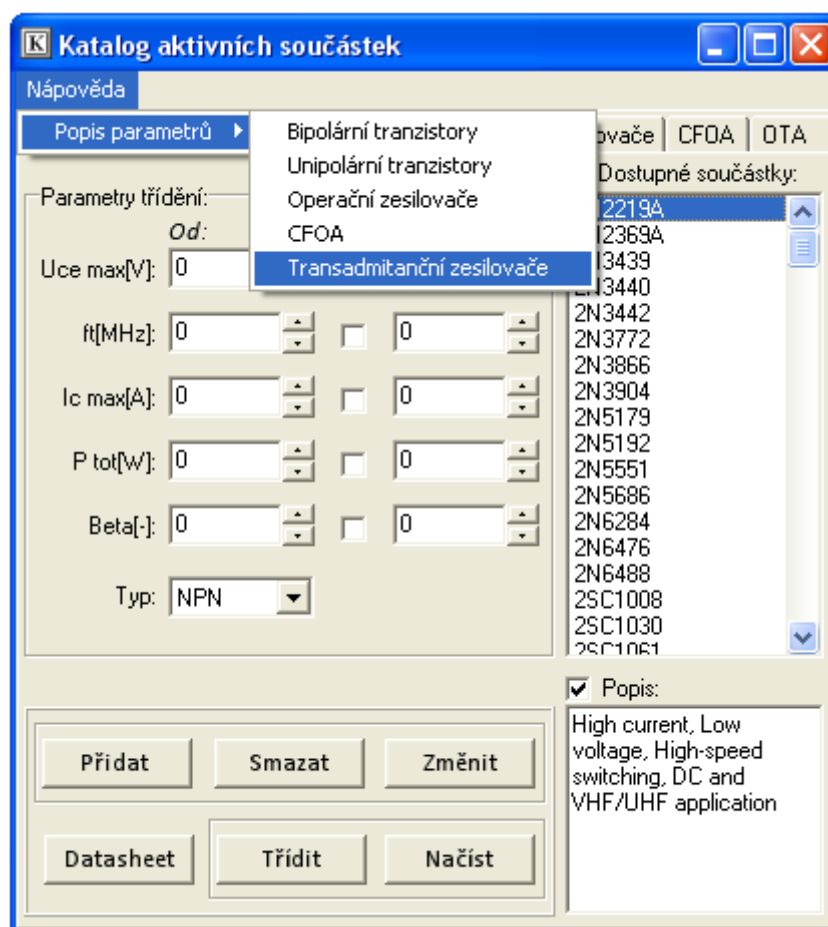 K Katalog aktivních součástek
Nápověda
Popis parametrů
Bipolární tranzistory
Unipolární tranzistory
Operační zesilovače
CFOA
Transadmitanční zesilovače
CFOA
OTA
Dostupné součástky:
Parametry třídění:
Od:
Uce max[V]: 0
ft[MHz]: 0 0
Ic max[A]: 0 0
P tot[W]: 0 0
Beta[-]: 0 0
Typ: NPN
2N3442
2N3772
2N3866
2N3904
2N5179
2N5192
2N5551
2N5686
2N6284
2N6476
2N6488
2SC1008
2SC1030
2SC1061
Popis:
High current, Low
voltage, High-speed
switching, DC and
VHF/UHF application
Přidat
Smazat
Změnit
Datasheet
Třídit
Načíst